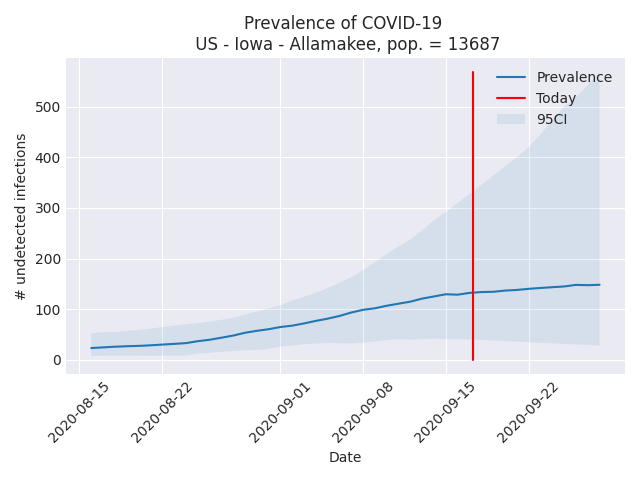 Prevalence of COVID-19
US - Iowa - Allamakee, pop. = 13687
Prevalence
Today
95CI
# undetected infections
500
400
300
200
100
0
2020-08-15
2020-08-22
2020-09-01
2020-09-08
2020-09-15
2020-09-22
Date